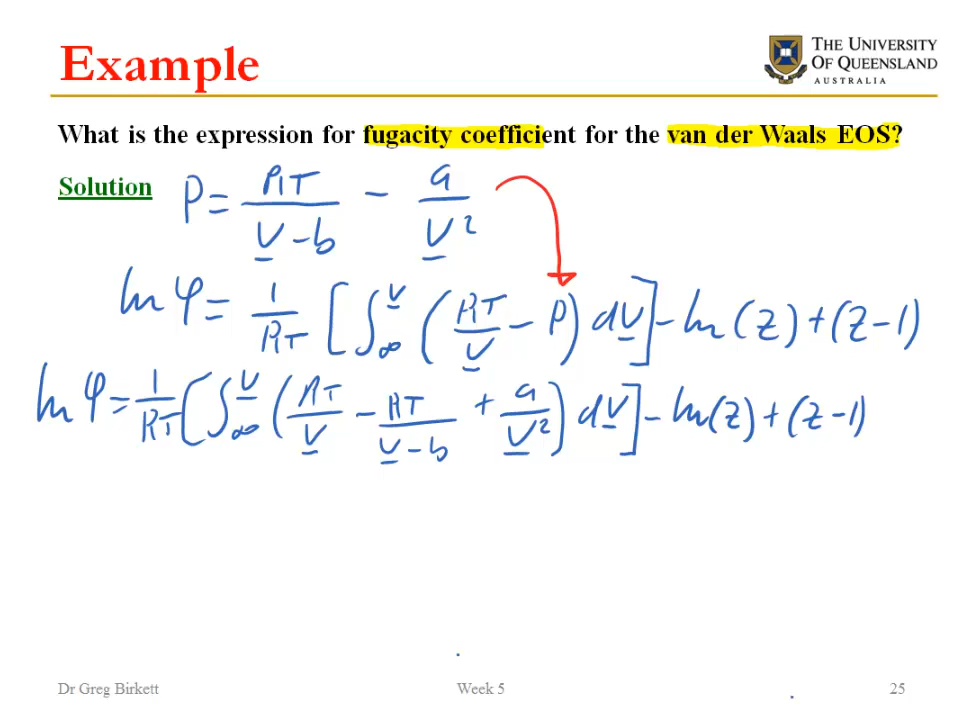 Example
THE UNIVERSITY
OF QUEENSLAND
AUSTRALIA
What is the expression for fugacity coefficient for the van der Waals EOS?
Solution
P = RT/(V̲ - b) - a/V̲²
ln φ = 1/RT [∫_∞^V̲ (RT/V̲ - P) dV̲] - ln(z) + (z - 1)
ln φ = 1/RT [∫_∞^V̲ (RT/V̲ - RT/(V̲ - b) + a/V̲²) dV̲] - ln(z) + (z - 1)
Dr Greg Birkett
Week 5
25